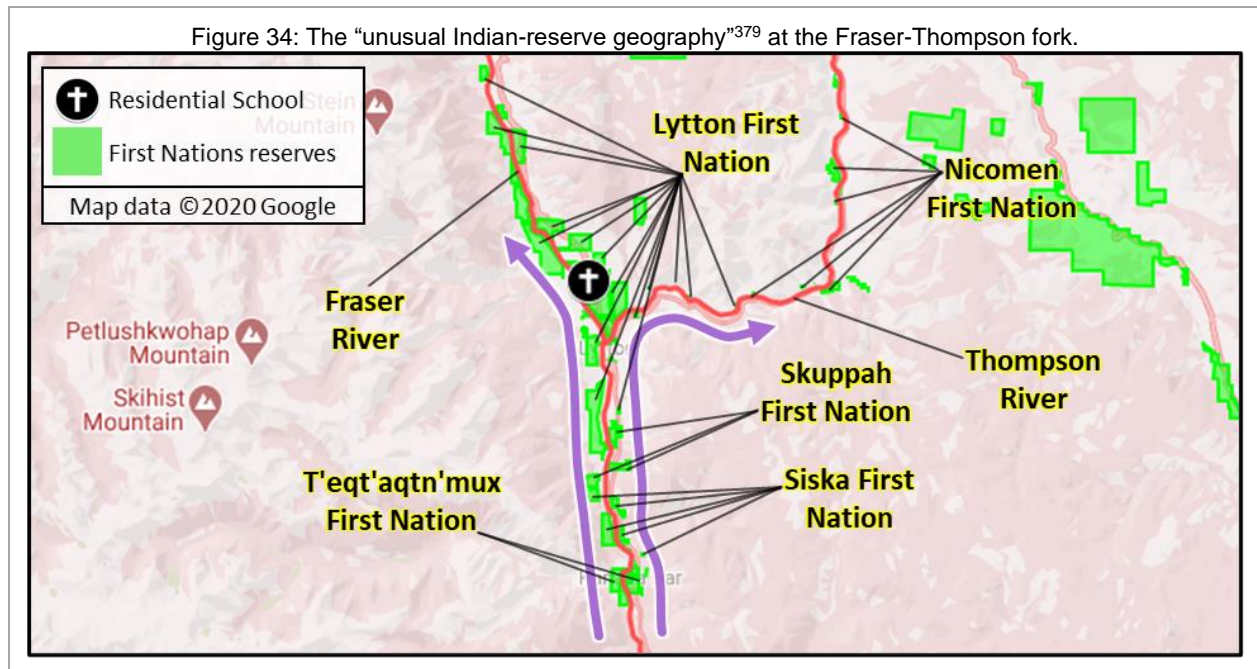 Figure 34: The “unusual Indian-reserve geography”379 at the Fraser-Thompson fork.
Residential School
First Nations reserves
Map data ©2020 Google
Stein
Mountain
Lytton First
Nation
Nicomen
First Nation
Fraser
River
Petlushkwohap
Mountain
Skihist
Mountain
Thompson
River
Skuppah
First Nation
T'eqt'aqtn'mux
First Nation
Siska First
Nation